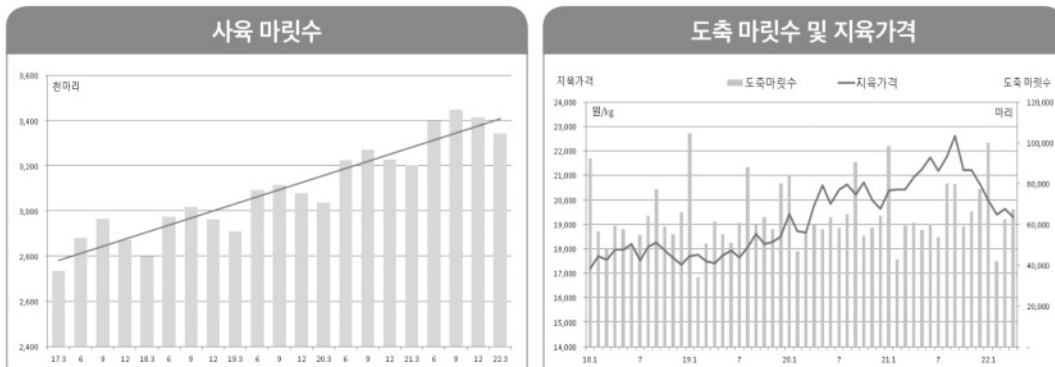 사육 마릿수
3,600
천마리
3,400
3,200
3,000
2,800
2,600
2,400
17.3 6 9 12 18.3 6 9 12 19.3 6 9 12 20.3 6 9 12 21.3 6 9 12 22.3
도축 마릿수 및 지육가격
지육가격 도축마릿수 지육가격 도축 마릿수
24,000 원/kg 마리 120,000
23,000
22,000 100,000
21,000
20,000 80,000
19,000
18,000 60,000
17,000 40,000
16,000
15,000 20,000
14,000 -
18.1 7 19.1 7 20.1 7 21.1 7 22.1